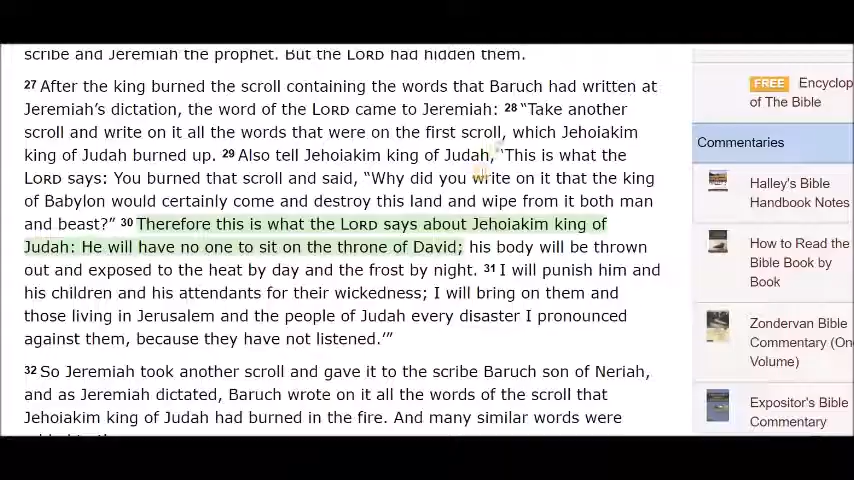 scribe and Jeremiah the prophet. But the LORD had hidden them.
27 After the king burned the scroll containing the words that Baruch had written at
Jeremiah’s dictation, the word of the LORD came to Jeremiah: 28 “Take another
scroll and write on it all the words that were on the first scroll, which Jehoiakim
king of Judah burned up. 29 Also tell Jehoiakim king of Judah, ‘This is what the
LORD says: You burned that scroll and said, “Why did you write on it that the king
of Babylon would certainly come and destroy this land and wipe from it both man
and beast?” 30 Therefore this is what the LORD says about Jehoiakim king of
Judah: He will have no one to sit on the throne of David; his body will be thrown
out and exposed to the heat by day and the frost by night. 31 I will punish him and
his children and his attendants for their wickedness; I will bring on them and
those living in Jerusalem and the people of Judah every disaster I pronounced
against them, because they have not listened.’”
32 So Jeremiah took another scroll and gave it to the scribe Baruch son of Neriah,
and as Jeremiah dictated, Baruch wrote on it all the words of the scroll that
Jehoiakim king of Judah had burned in the fire. And many similar words were
FREE Encyclop
of The Bible
Commentaries
Halley's Bible
Handbook Notes
How to Read the
Bible Book by
Book
Zondervan Bible
Commentary (One
Volume)
Expositor's Bible
Commentary